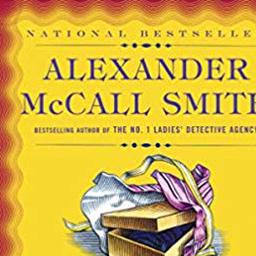 NATIONAL BESTSELLE
ALEXANDER
McCALL SMITH
BESTSELLING AUTHOR OF THE NO. 1 LADIES' DETECTIVE AGENCY